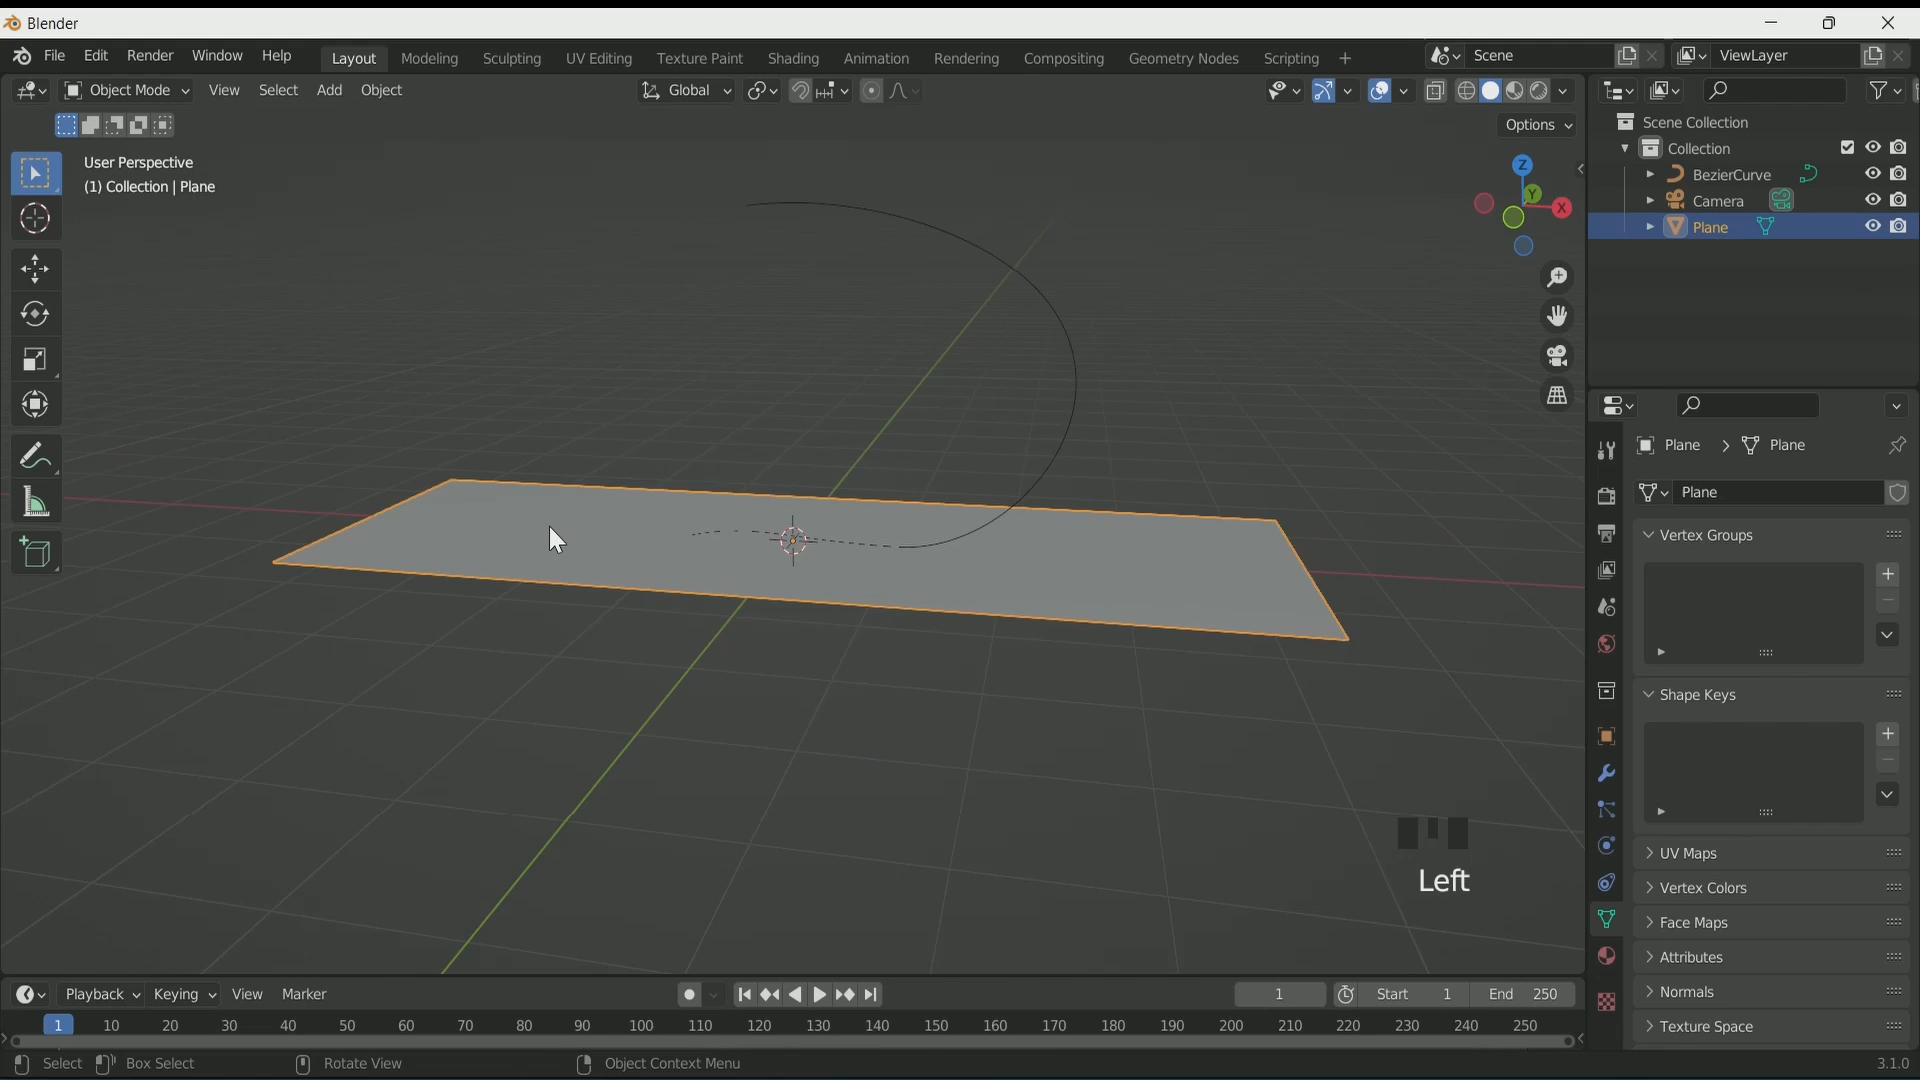 Blender
File Edit Render Window Help Layout Modeling Sculpting UV Editing Texture Paint Shading Animation Rendering Compositing Geometry Nodes Scripting + Scene ViewLayer
Object Mode View Select Add Object Global
Options
User Perspective
(1) Collection | Plane
Z
Y
X
Scene Collection
Collection
BezierCurve
Camera
Plane
Plane Plane
Plane
Vertex Groups
Shape Keys
UV Maps
Vertex Colors
Face Maps
Attributes
Normals
Texture Space
Left
Playback Keying View Marker 1 Start 1 End 250
1 10 20 30 40 50 60 70 80 90 100 110 120 130 140 150 160 170 180 190 200 210 220 230 240 250
Select Box Select Rotate View Object Context Menu 3.1.0